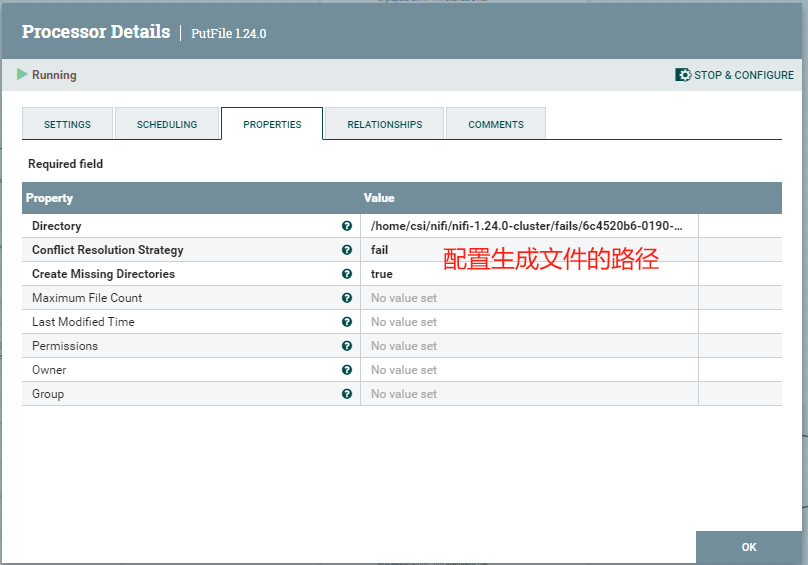 Processor Details | PutFile 1.24.0
Running
STOP & CONFIGURE
SETTINGS SCHEDULING PROPERTIES RELATIONSHIPS COMMENTS
Required field
Property Value
Directory /home/csi/nifi/nifi-1.24.0-cluster/fails/6c4520b6-0190-...
Conflict Resolution Strategy fail
配置生成文件的路径
Create Missing Directories true
Maximum File Count No value set
Last Modified Time No value set
Permissions No value set
Owner No value set
Group No value set
OK